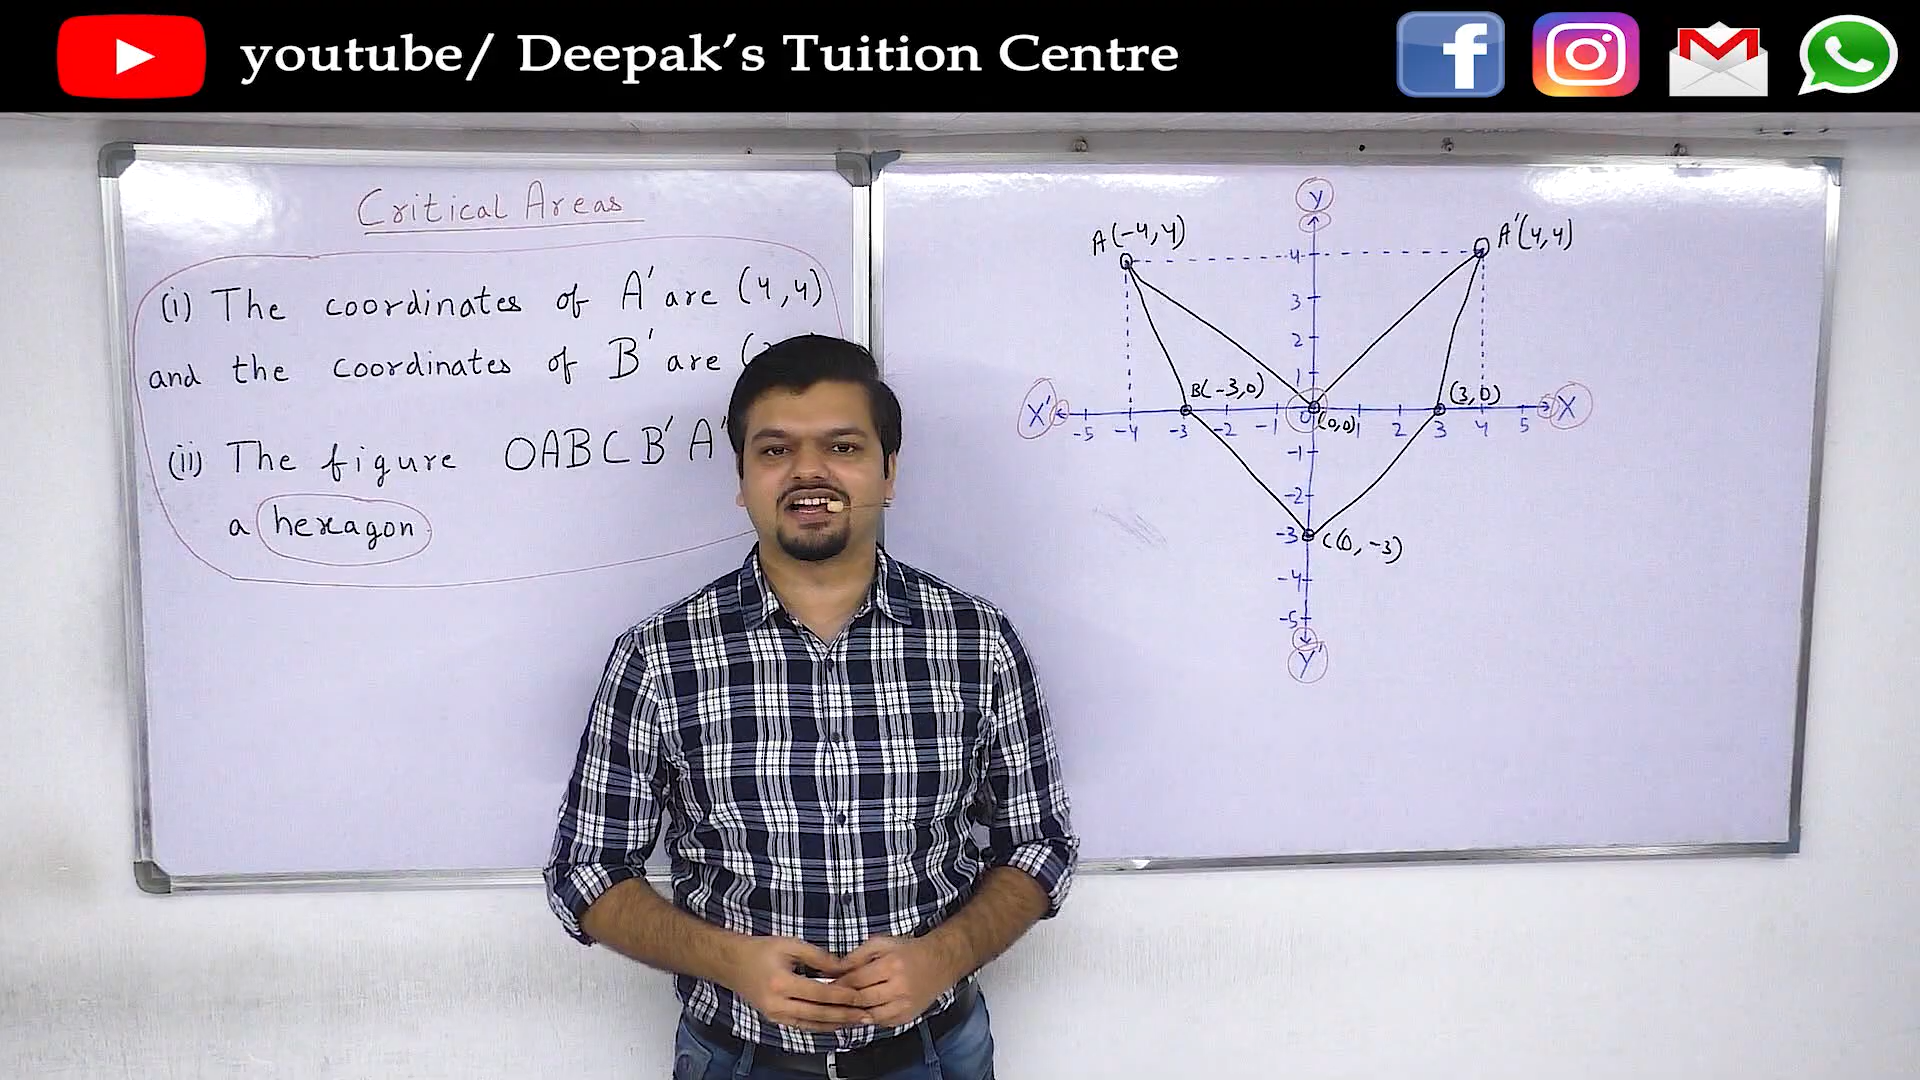 youtube/ Deepak’s Tuition Centre
Critical Areas
(i) The coordinates of A' are (4,4)
and the coordinates of B' are (
(ii) The figure OABCB'A'
a hexagon.
Y
A(-4,4)
A'(4,4)
4
3
2
1
B(-3,0)
(3,0)
X'
X
-5 -4 -3 -2 -1 0 (0,0) 1 2 3 4 5
-1
-2
-3 C(0,-3)
-4
-5
Y'